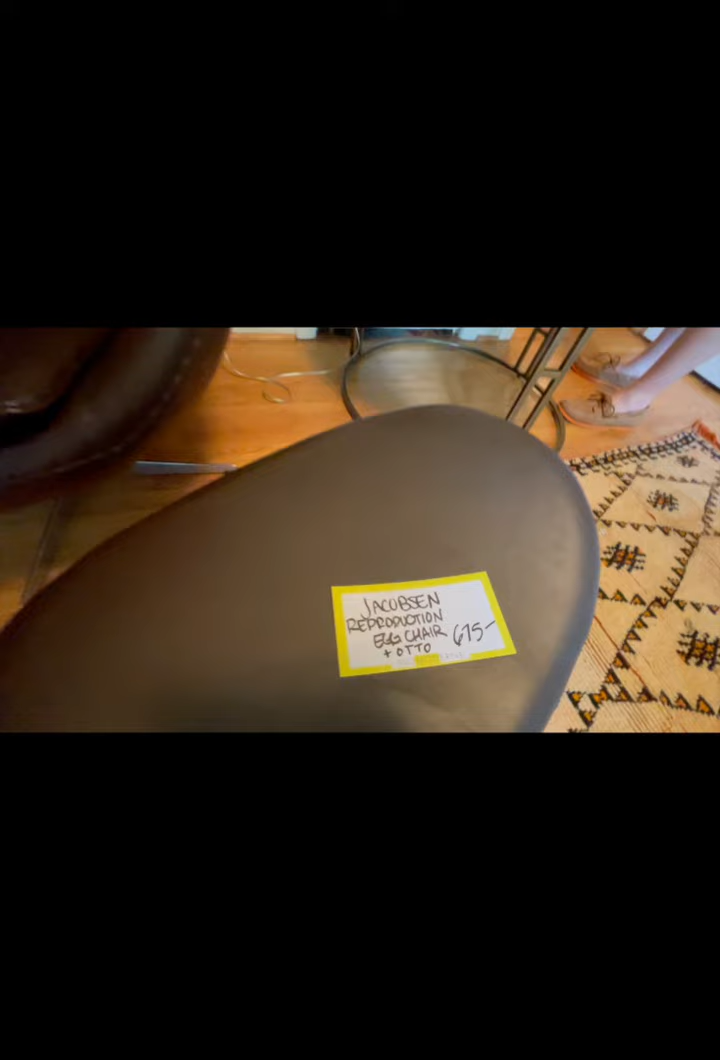 JACOBSEN
REPRODUCTION
EGG CHAIR 675-
+ OTTO